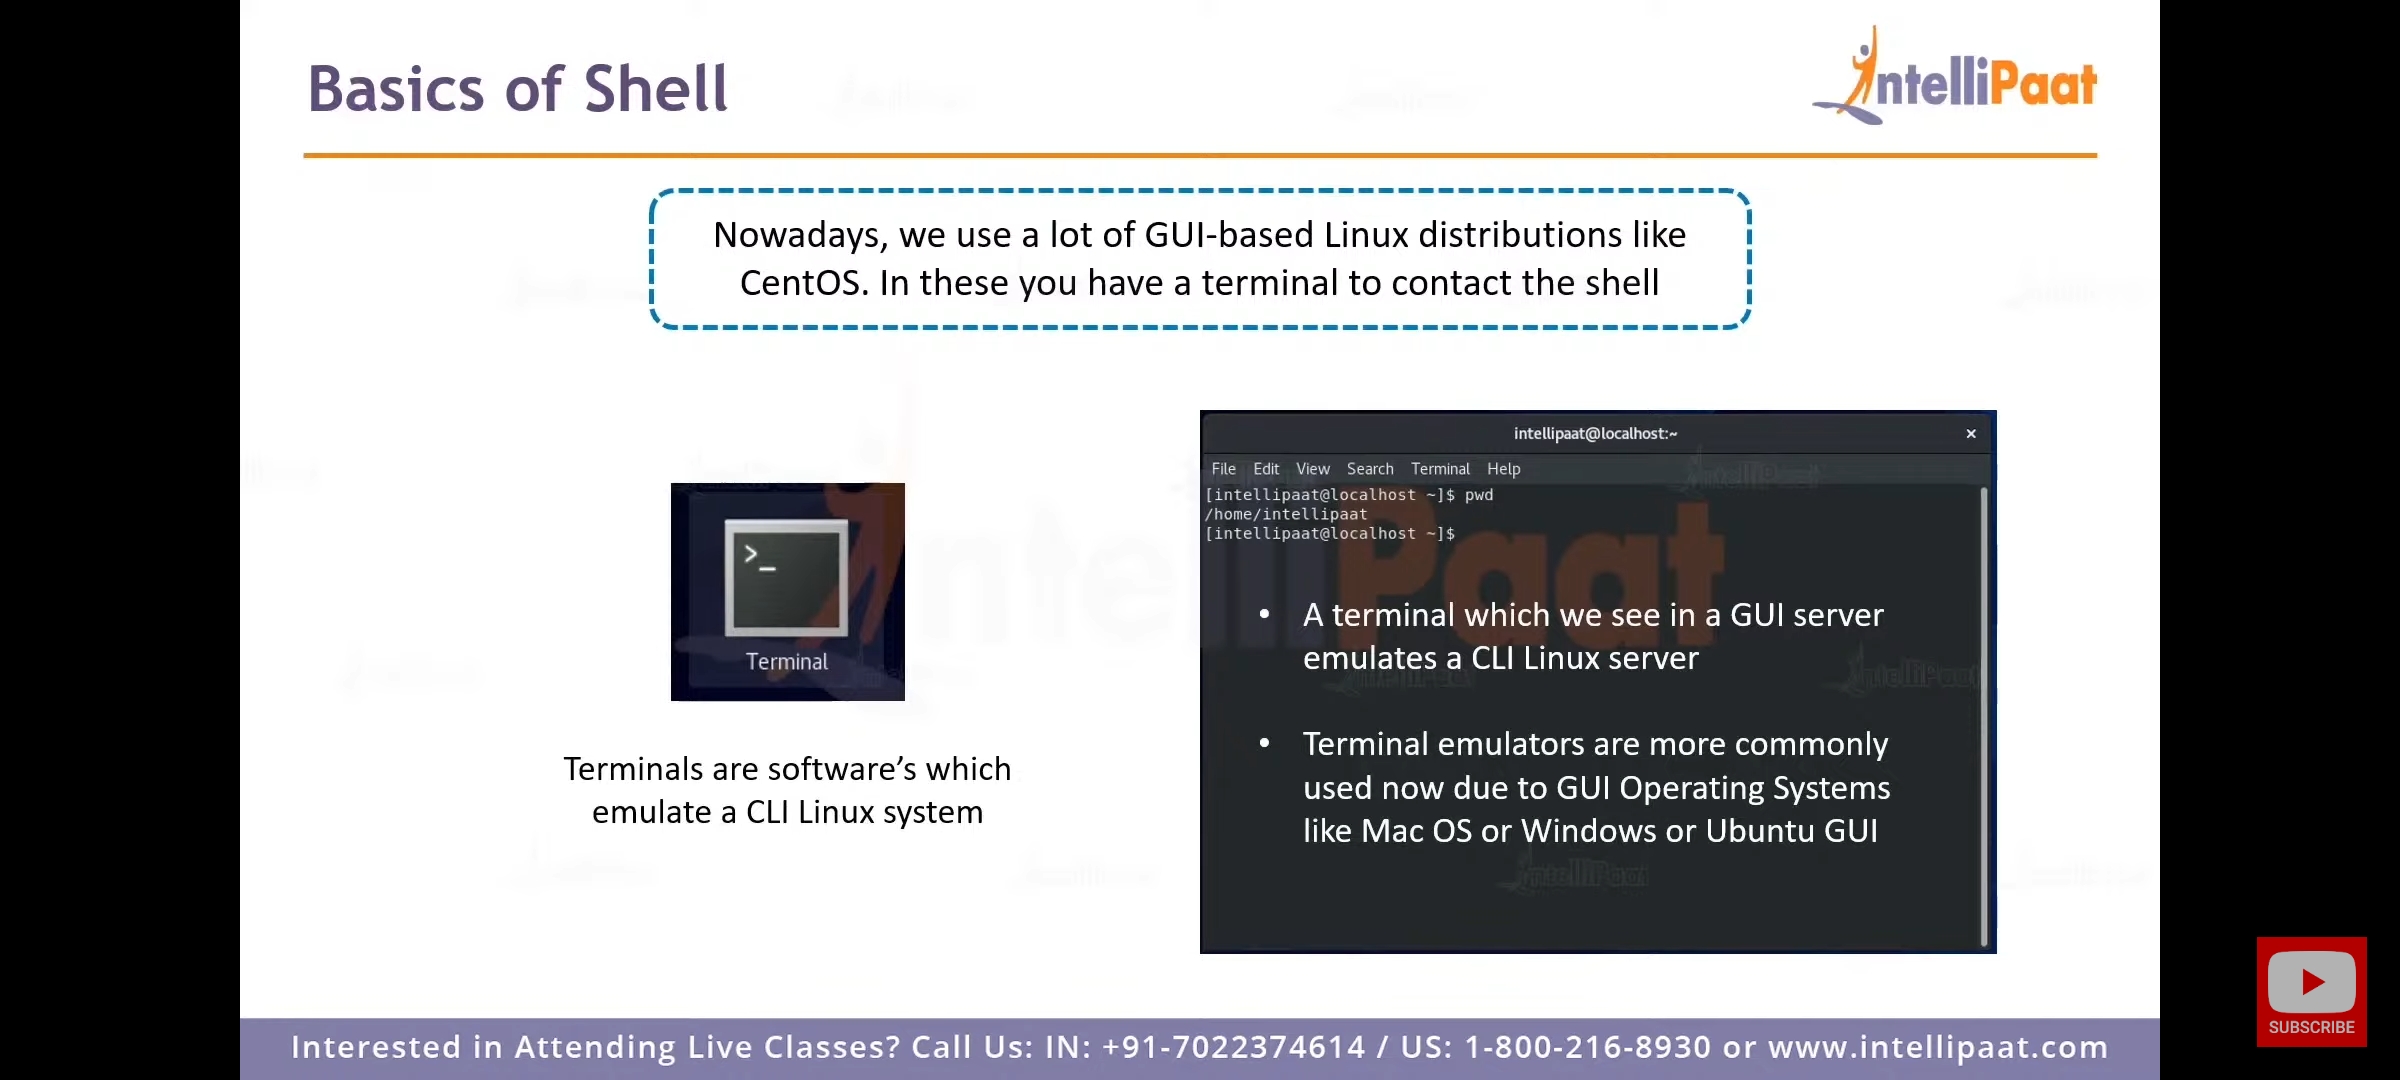 Basics of Shell
IntelliPaat
Nowadays, we use a lot of GUI-based Linux distributions like
CentOS. In these you have a terminal to contact the shell
>_
Terminal
Terminals are software’s which
emulate a CLI Linux system
intellipaat@localhost:~ ×
File Edit View Search Terminal Help
[intellipaat@localhost ~]$ pwd
/home/intellipaat
[intellipaat@localhost ~]$
• A terminal which we see in a GUI server
emulates a CLI Linux server
• Terminal emulators are more commonly
used now due to GUI Operating Systems
like Mac OS or Windows or Ubuntu GUI
IntelliPaat
SUBSCRIBE
Interested in Attending Live Classes? Call Us: IN: +91-7022374614 / US: 1-800-216-8930 or www.intellipaat.com